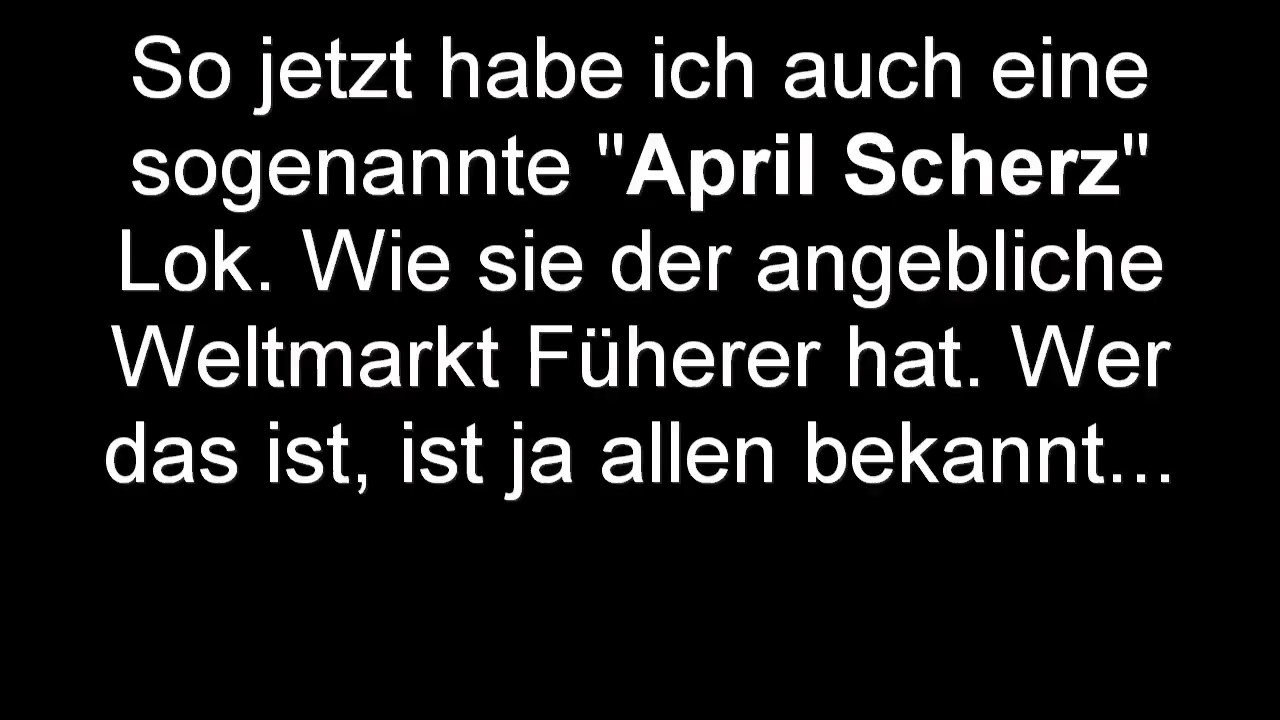 So jetzt habe ich auch eine
sogenannte "April Scherz"
Lok. Wie sie der angebliche
Weltmarkt Füherer hat. Wer
das ist, ist ja allen bekannt...